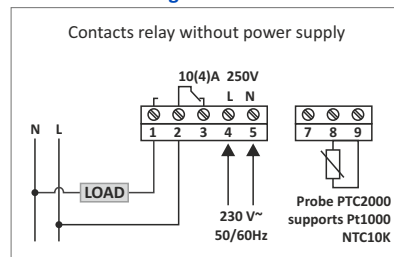 Contacts relay without power supply
10(4)A 250V
L N
1 2 3 4 5
7 8 9
N L
LOAD
230 V~
50/60Hz
Probe PTC2000
supports Pt1000
NTC10K